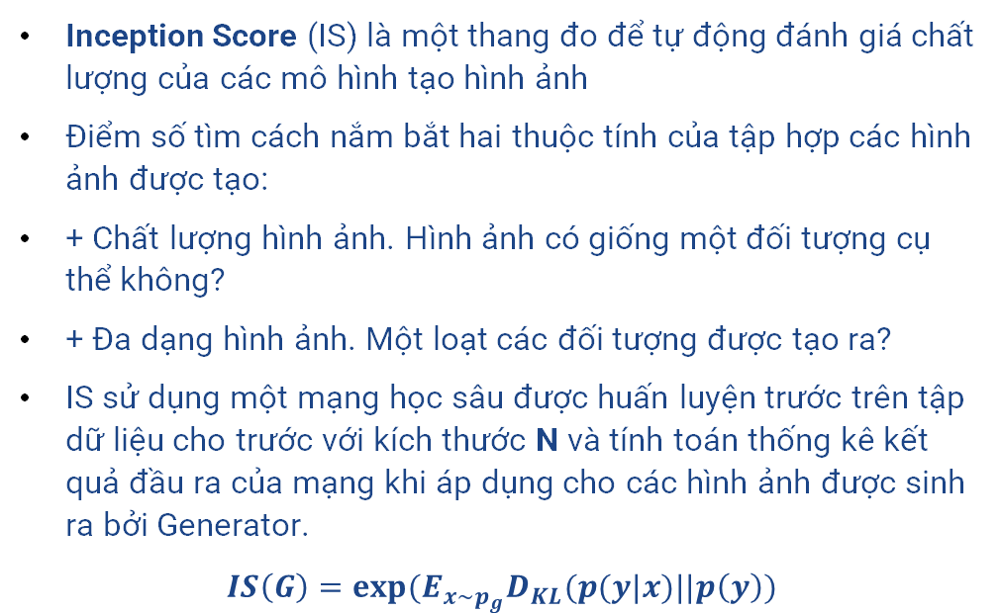 • Inception Score (IS) là một thang đo để tự động đánh giá chất
lượng của các mô hình tạo hình ảnh
• Điểm số tìm cách nắm bắt hai thuộc tính của tập hợp các hình
ảnh được tạo:
• + Chất lượng hình ảnh. Hình ảnh có giống một đối tượng cụ
thể không?
• + Đa dạng hình ảnh. Một loạt các đối tượng được tạo ra?
• IS sử dụng một mạng học sâu được huấn luyện trước trên tập
dữ liệu cho trước với kích thước N và tính toán thống kê kết
quả đầu ra của mạng khi áp dụng cho các hình ảnh được sinh
ra bởi Generator.
IS(G) = exp(E_{x~p_g} D_{KL}(p(y|x)||p(y))